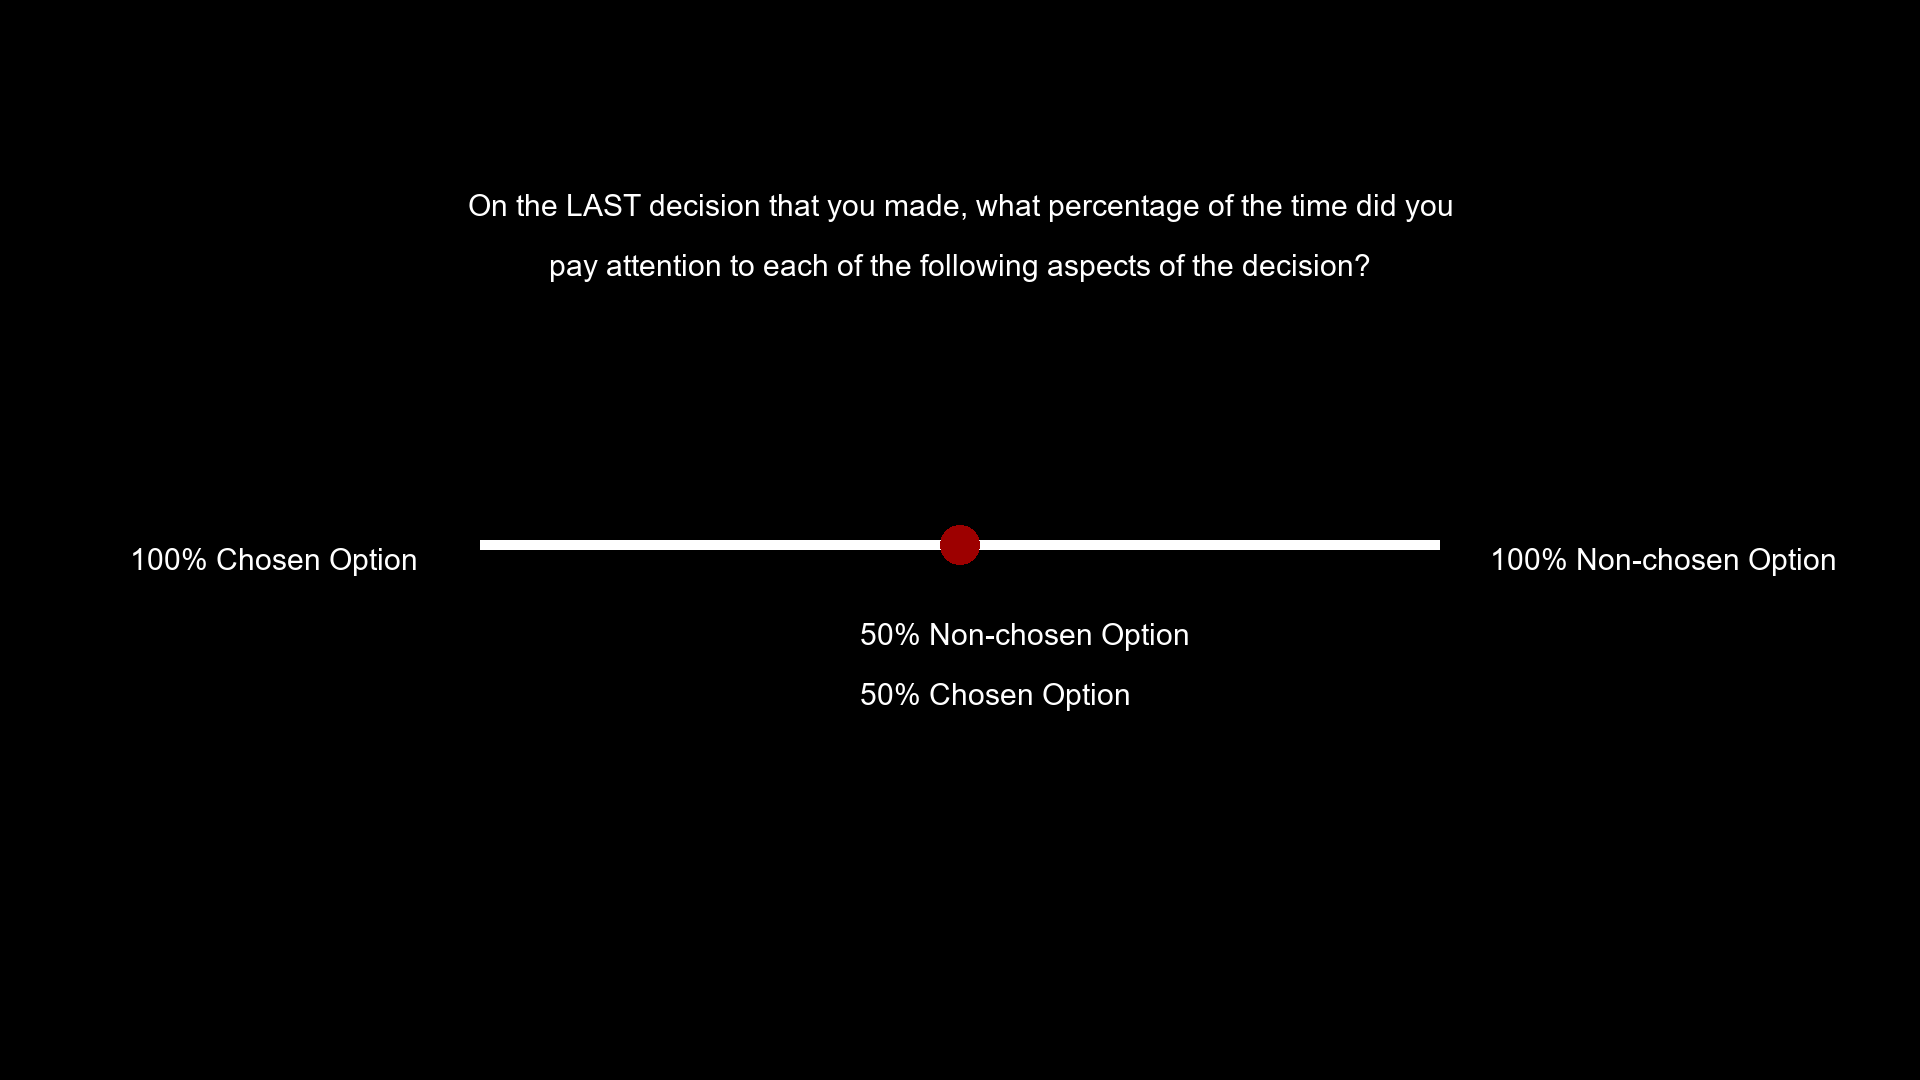 On the LAST decision that you made, what percentage of the time did you
pay attention to each of the following aspects of the decision?
100% Chosen Option
100% Non-chosen Option
50% Non-chosen Option
50% Chosen Option